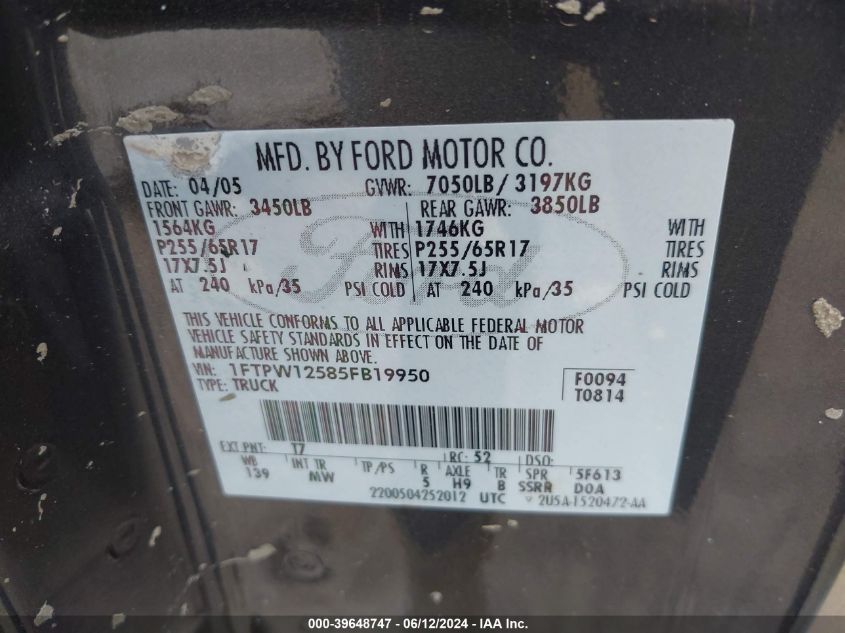 MFD. BY FORD MOTOR CO.
DATE: 04/05 GVWR: 7050LB/ 3197KG
FRONT GAWR: 3450LB REAR GAWR: 3850LB
1564KG WITH 1746KG WITH
P255/65R17 TIRES P255/65R17 TIRES
17X7.5J RIMS 17X7.5J RIMS
AT 240 kPa/35 PSI COLD AT 240 kPa/35 PSI COLD
THIS VEHICLE CONFORMS TO ALL APPLICABLE FEDERAL MOTOR
VEHICLE SAFETY STANDARDS IN EFFECT ON THE DATE OF
MANUFACTURE SHOWN ABOVE.
VIN: 1FTPW12585FB19950 F0094
TYPE: TRUCK T0814
EXT PNT: T7 RC: 52 DSO:
WB INT TR TP/PS R AXLE TR SPR 5F613
139 MW 5 H9 B SSRR DOA
2200504252012 UTC 2U5A-1520472-AA
Ford
000-39648747 - 06/12/2024 - IAA Inc.